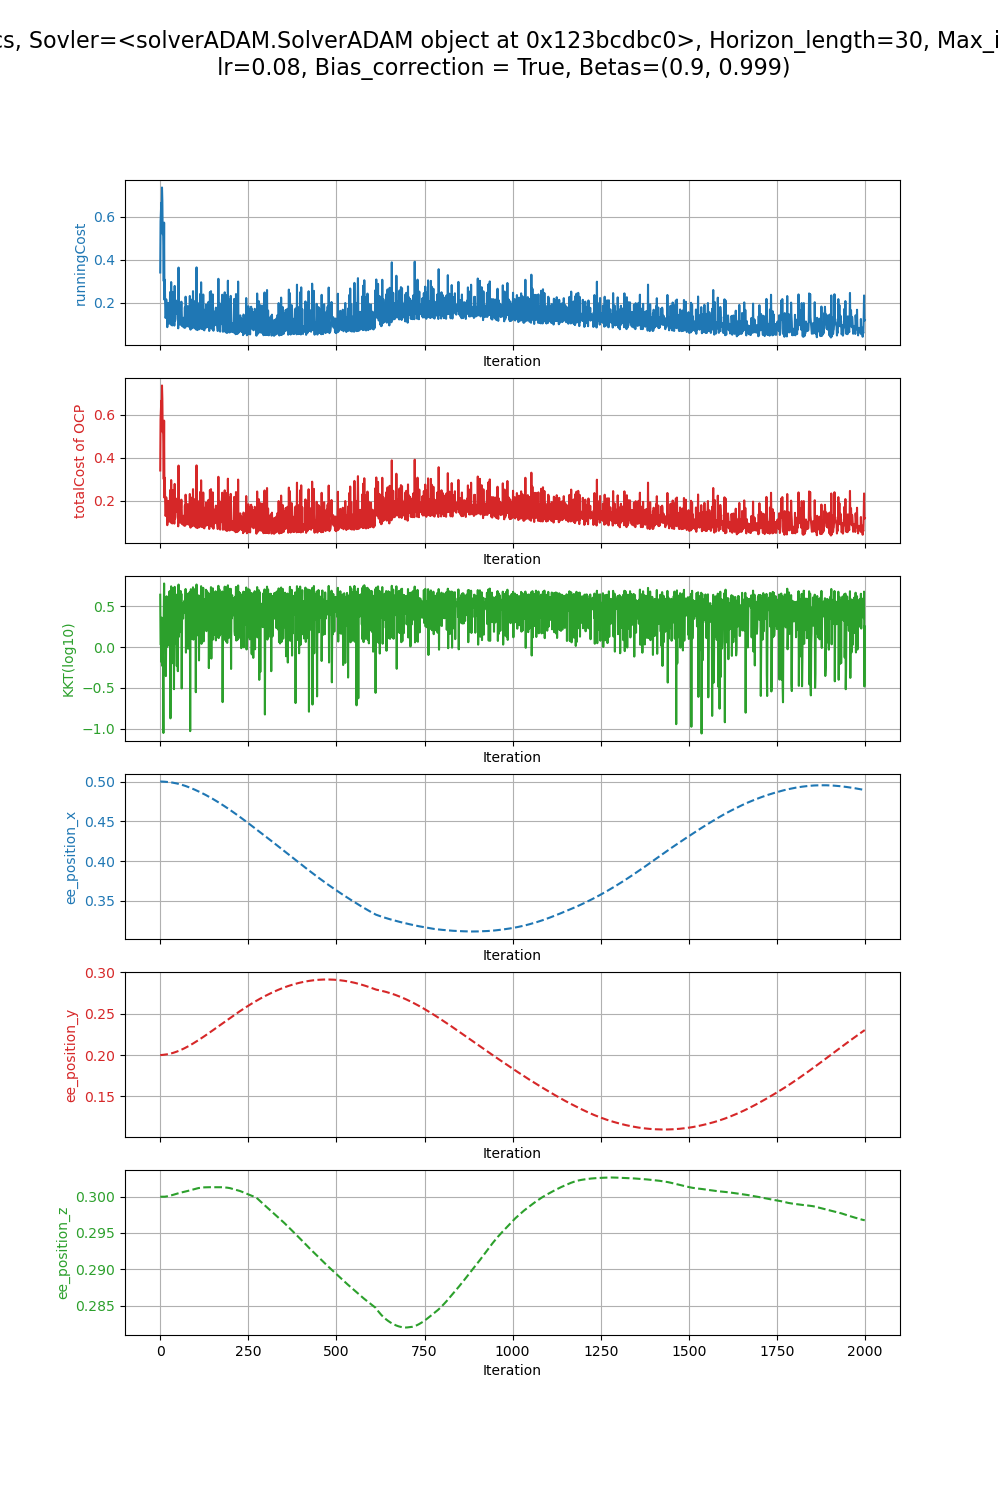 cs, Sovler=<solverADAM.SolverADAM object at 0x123bcdbc0>, Horizon_length=30, Max_i
lr=0.08, Bias_correction = True, Betas=(0.9, 0.999)
runningCost
0.6
0.4
0.2
Iteration
totalCost of OCP
0.6
0.4
0.2
Iteration
KKT(log10)
0.5
0.0
−0.5
−1.0
Iteration
ee_position_x
0.50
0.45
0.40
0.35
Iteration
ee_position_y
0.30
0.25
0.20
0.15
Iteration
ee_position_z
0.300
0.295
0.290
0.285
0 250 500 750 1000 1250 1500 1750 2000
Iteration